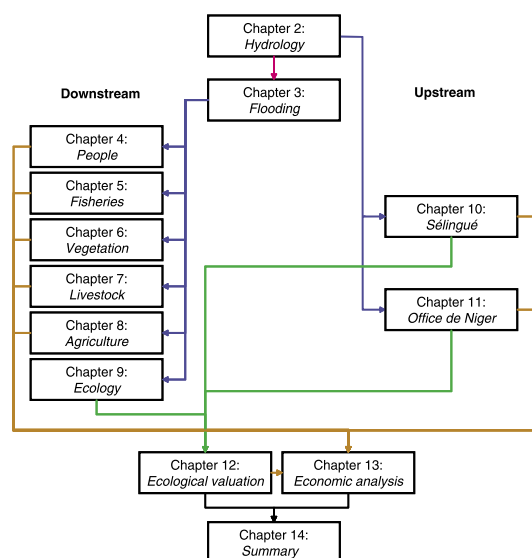 Chapter 2:
Hydrology
Chapter 3:
Flooding
Downstream
Upstream
Chapter 4:
People
Chapter 5:
Fisheries
Chapter 6:
Vegetation
Chapter 7:
Livestock
Chapter 8:
Agriculture
Chapter 9:
Ecology
Chapter 10:
Sélingué
Chapter 11:
Office de Niger
Chapter 12:
Ecological valuation
Chapter 13:
Economic analysis
Chapter 14:
Summary